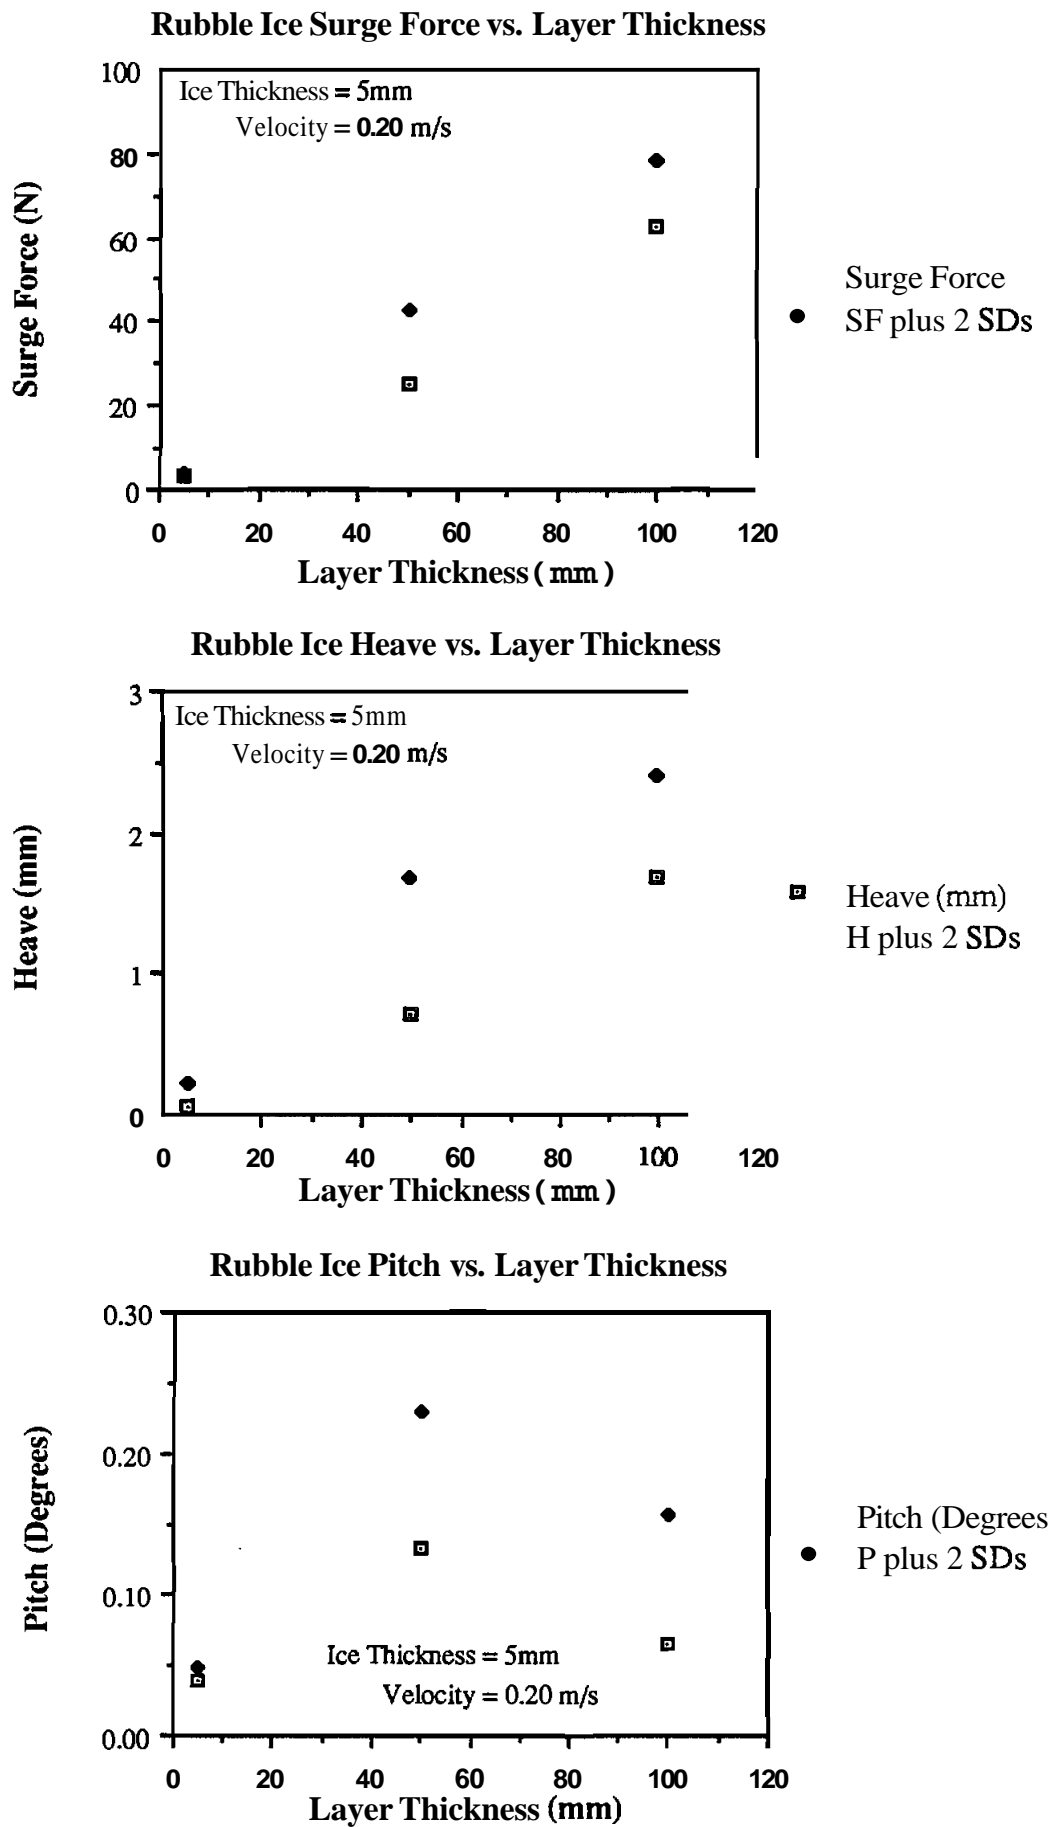 Rubble Ice Surge Force vs. Layer Thickness
100
Ice Thickness = 5mm
Velocity = 0.20 m/s
80
60
40
20
0
Surge Force (N)
Surge Force
SF plus 2 SDs
0 20 40 60 80 100 120
Layer Thickness (mm)
Rubble Ice Heave vs. Layer Thickness
3
Ice Thickness = 5mm
Velocity = 0.20 m/s
2
1
0
Heave (mm)
Heave (mm)
H plus 2 SDs
0 20 40 60 80 100 120
Layer Thickness (mm)
Rubble Ice Pitch vs. Layer Thickness
0.30
0.20
0.10
0.00
Pitch (Degrees)
Pitch (Degrees
P plus 2 SDs
Ice Thickness = 5mm
Velocity = 0.20 m/s
0 20 40 60 80 100 120
Layer Thickness (mm)